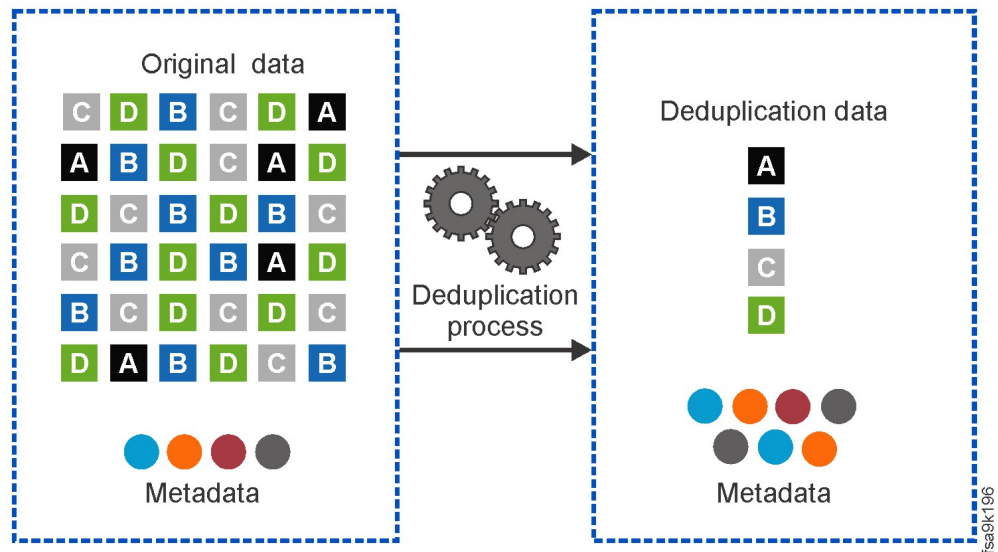 Original data
C D B C D A
A B D C A D
D C B D B C
C B D B A D
B C D C D C
D A B D C B
Metadata
Deduplication
process
Deduplication data
A
B
C
D
Metadata
fsa9k196